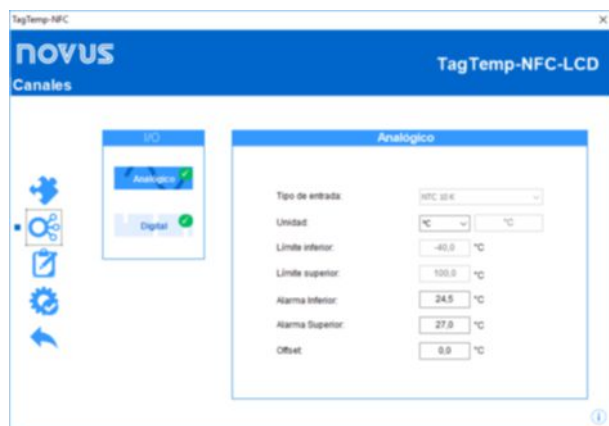 TagTemp-NFC
NOVUS
TagTemp-NFC-LCD
Canales
I/O
Analógico
Digital
Analógico
Tipo de entrada: NTC 10 K
Unidad: °C °C
Límite inferior: -40,0 °C
Límite superior: 100,0 °C
Alarma Inferior: 24,5 °C
Alarma Superior: 27,0 °C
Offset: 0,0 °C